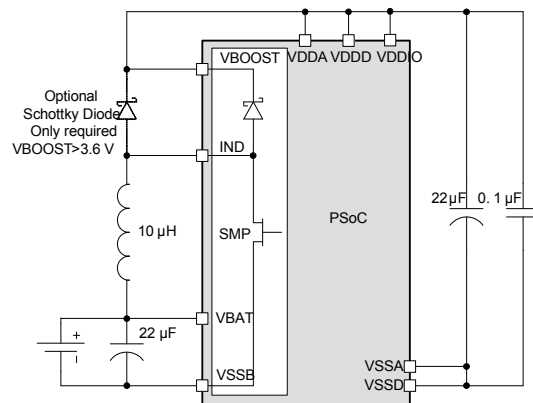 VBOOST
VDDA VDDD VDDIO
Optional
Schottky Diode
Only required
VBOOST>3.6 V
IND
22 µF 0. 1 µF
PSoC
SMP
10 µH
VBAT
22 µF
+
-
VSSA
VSSB
VSSD